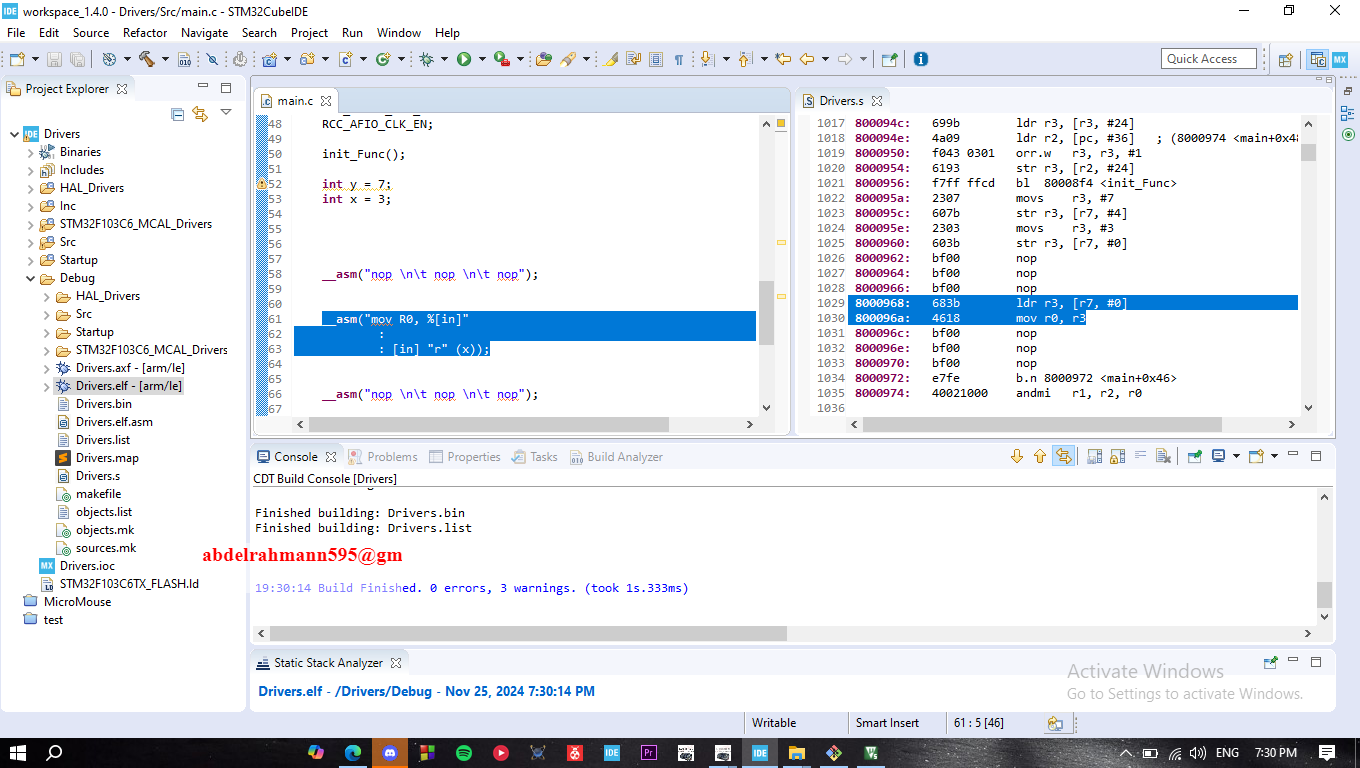 workspace_1.4.0 - Drivers/Src/main.c - STM32CubeIDE
File Edit Source Refactor Navigate Search Project Run Window Help
Quick Access
Project Explorer
Drivers
Binaries
Includes
HAL_Drivers
Inc
STM32F103C6_MCAL_Drivers
Src
Startup
Debug
HAL_Drivers
Src
Startup
STM32F103C6_MCAL_Drivers
Drivers.axf - [arm/le]
Drivers.elf - [arm/le]
Drivers.bin
Drivers.elf.asm
Drivers.list
Drivers.map
Drivers.s
makefile
objects.list
objects.mk
sources.mk
Drivers.ioc
STM32F103C6TX_FLASH.ld
MicroMouse
test
main.c
48 RCC_AFIO_CLK_EN;
49
50 init_Func();
51
52 int y = 7;
53 int x = 3;
54
55
56
57
58 __asm("nop \n\t nop \n\t nop");
59
60
61 __asm("mov R0, %[in]"
62 :
63 : [in] "r" (x));
64
65
66 __asm("nop \n\t nop \n\t nop");
67
Drivers.s
1017 800094c: 699b ldr r3, [r3, #24]
1018 800094e: 4a09 ldr r2, [pc, #36] ; (8000974 <main+0x48
1019 8000950: f043 0301 orr.w r3, r3, #1
1020 8000954: 6193 str r3, [r2, #24]
1021 8000956: f7ff ffcd bl 80008f4 <init_Func>
1022 800095a: 2307 movs r3, #7
1023 800095c: 607b str r3, [r7, #4]
1024 800095e: 2303 movs r3, #3
1025 8000960: 603b str r3, [r7, #0]
1026 8000962: bf00 nop
1027 8000964: bf00 nop
1028 8000966: bf00 nop
1029 8000968: 683b ldr r3, [r7, #0]
1030 800096a: 4618 mov r0, r3
1031 800096c: bf00 nop
1032 800096e: bf00 nop
1033 8000970: bf00 nop
1034 8000972: e7fe b.n 8000972 <main+0x46>
1035 8000974: 40021000 andmi r1, r2, r0
1036
Console Problems Properties Tasks Build Analyzer
CDT Build Console [Drivers]
Finished building: Drivers.bin
Finished building: Drivers.list
abdelrahmann595@gm
19:30:14 Build Finished. 0 errors, 3 warnings. (took 1s.333ms)
Static Stack Analyzer
Drivers.elf - /Drivers/Debug - Nov 25, 2024 7:30:14 PM
Activate Windows
Go to Settings to activate Windows.
Writable Smart Insert 61 : 5 [46]
ENG 7:30 PM